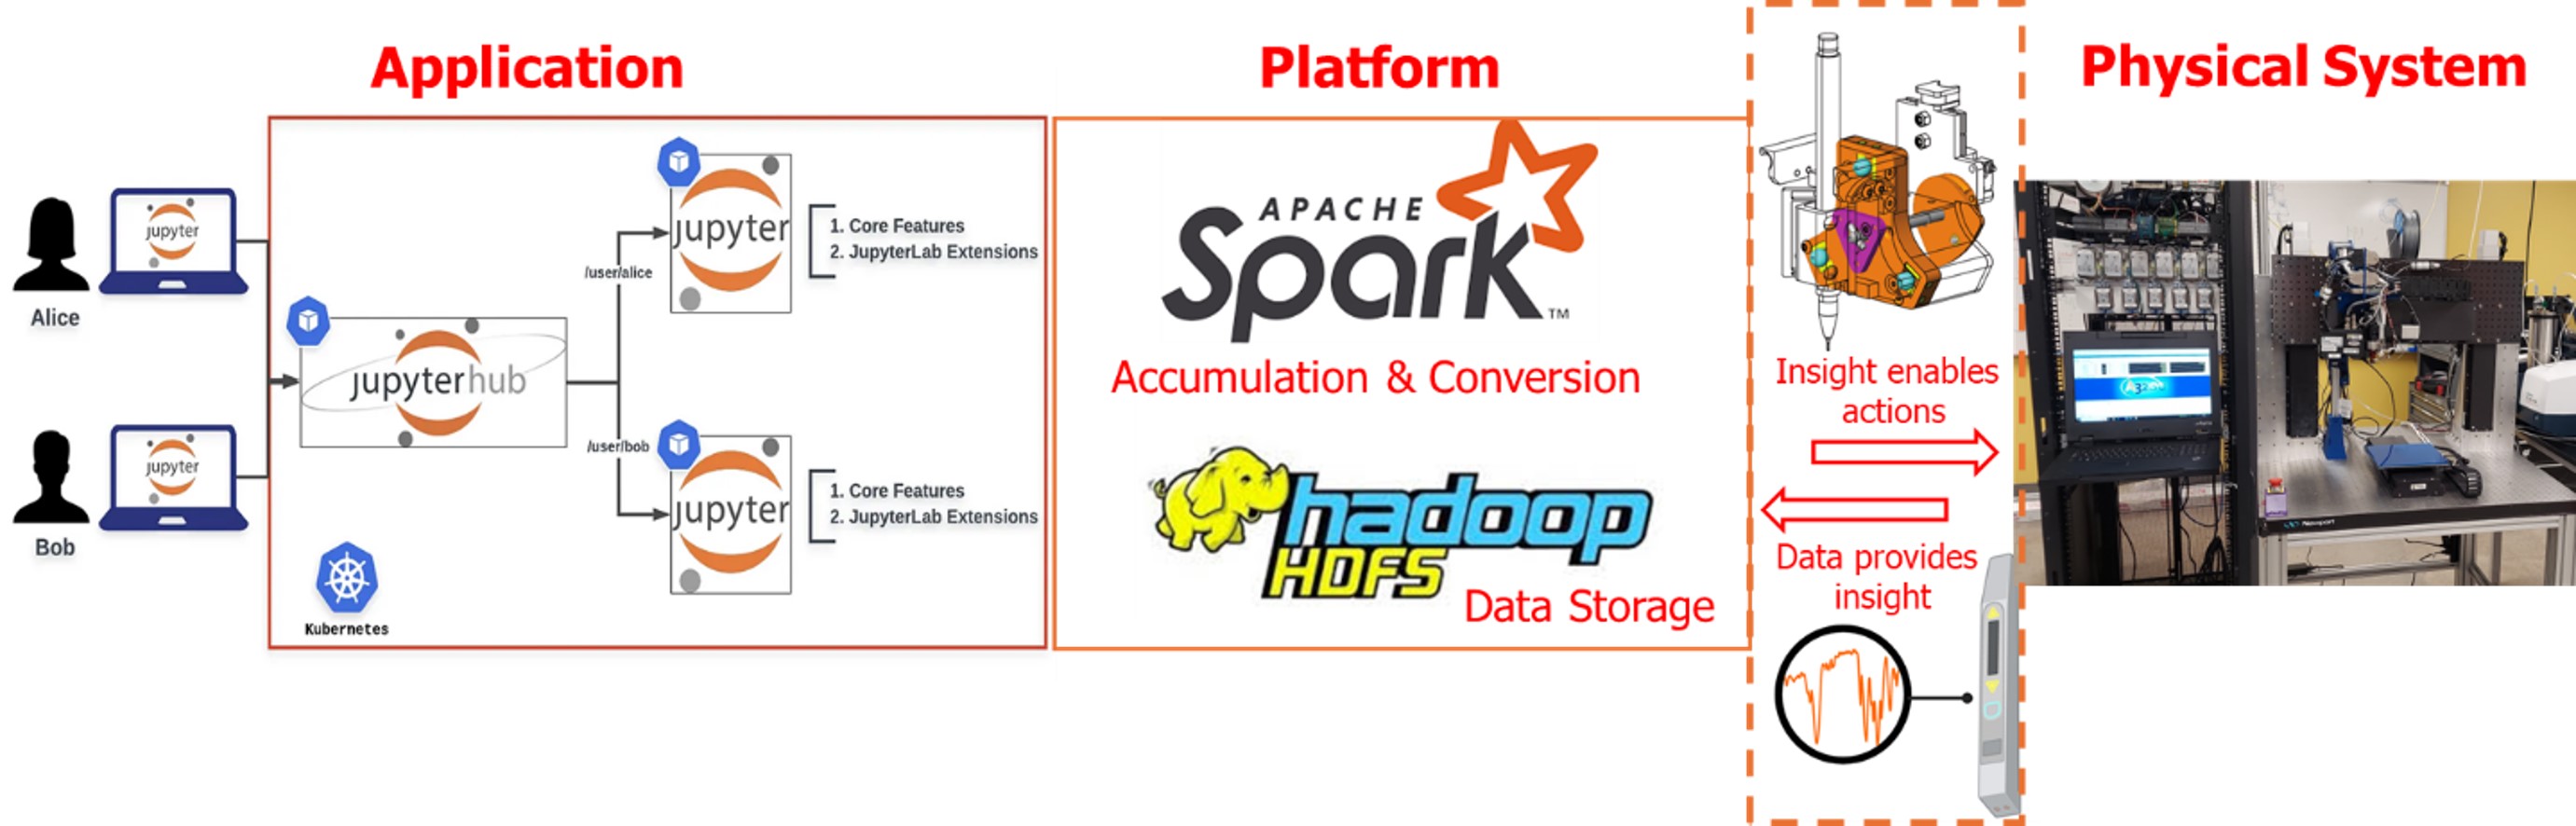 Application
Platform
Physical System
Alice
Bob
jupyter
jupyter
jupyterhub
/user/alice
/user/bob
jupyter
1. Core Features
2. JupyterLab Extensions
jupyter
1. Core Features
2. JupyterLab Extensions
Kubernetes
APACHE
Spark™
Accumulation & Conversion
hadoop
HDFS
Data Storage
Insight enables
actions
Data provides
insight
Newport